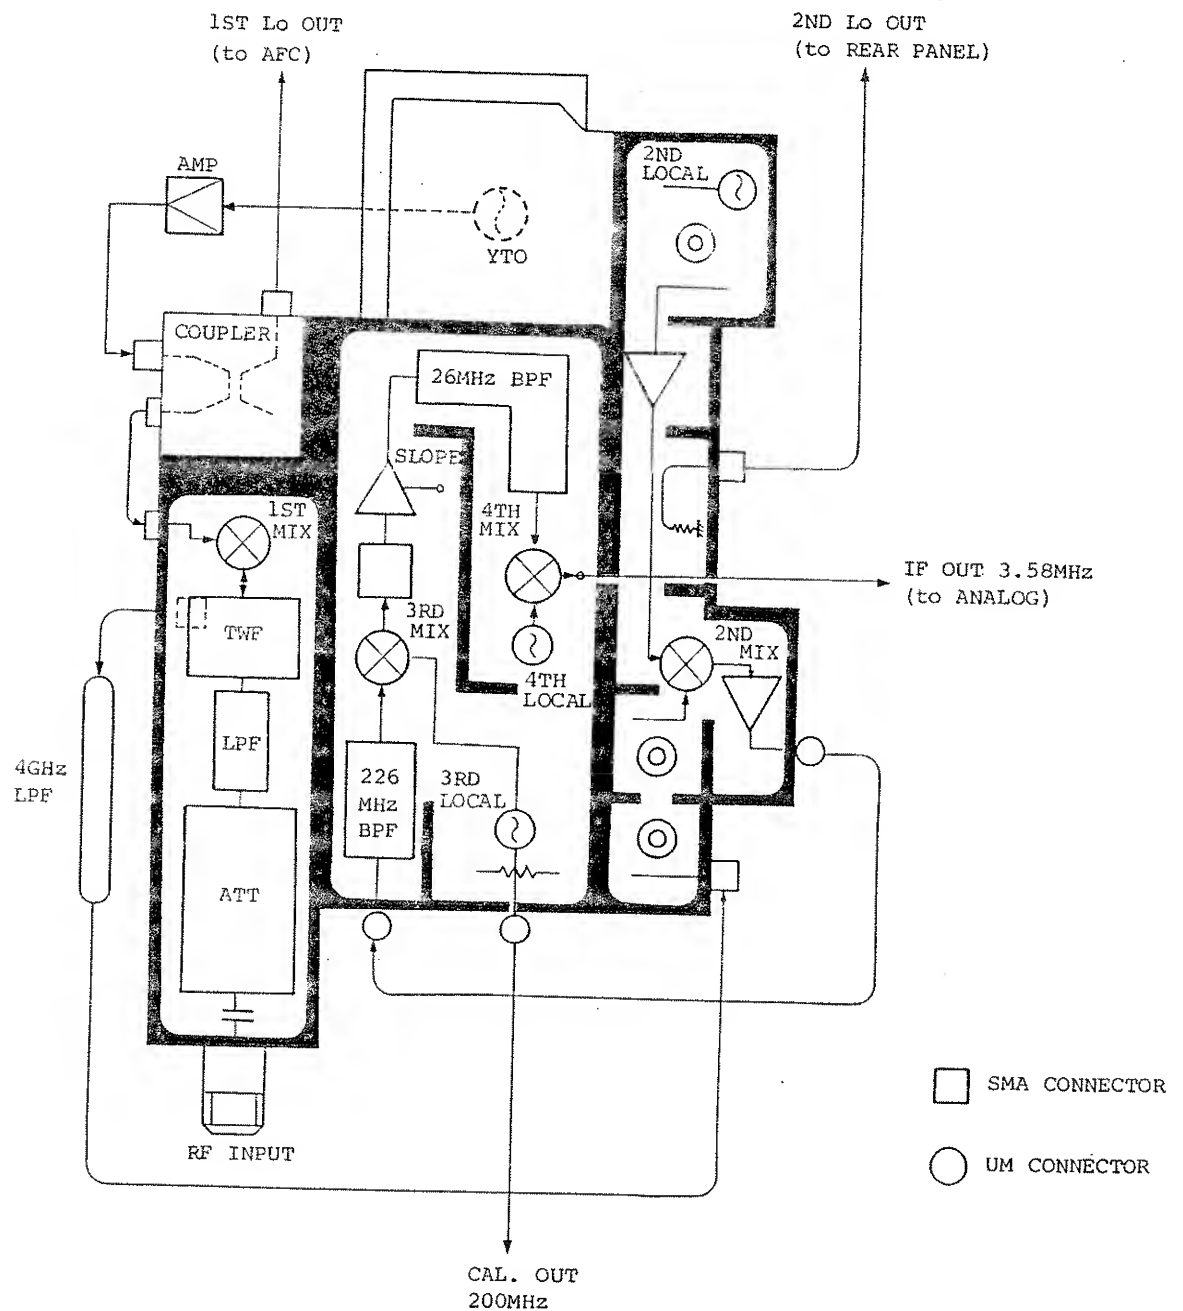 1ST Lo OUT
(to AFC)
2ND Lo OUT
(to REAR PANEL)
AMP
2ND
LOCAL
YTO
COUPLER
26MHz BPF
SLOPE
1ST
MIX
4TH
MIX
IF OUT 3.58MHz
(to ANALOG)
TWF
3RD
MIX
2ND
MIX
4TH
LOCAL
LPF
4GHz
LPF
226
MHz
BPF
3RD
LOCAL
ATT
SMA CONNECTOR
RF INPUT
UM CONNECTOR
CAL. OUT
200MHz